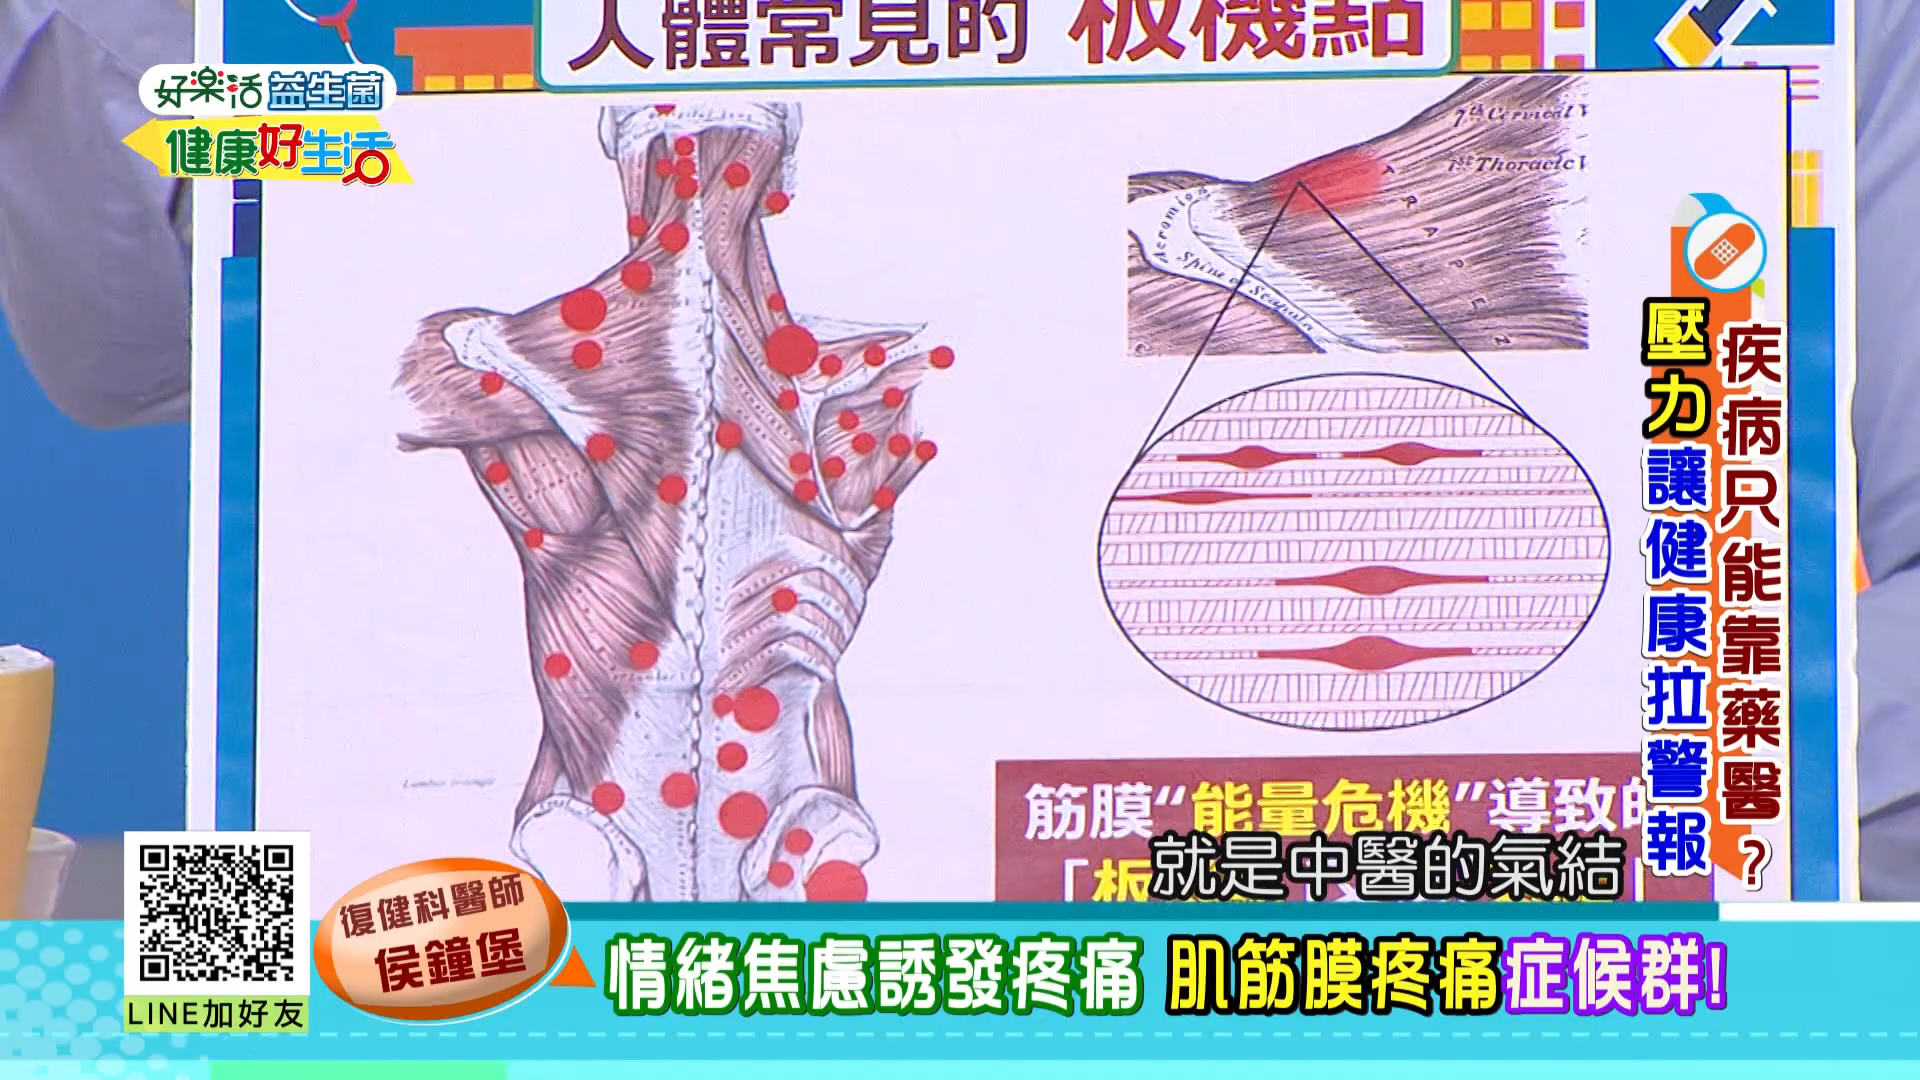 人體常見的 板機點
好樂活益生菌
健康好生活
7th Cervical V
1st Thoracic V
Acromion
Spine of Scapula
疾病只能靠藥醫?
壓力讓健康拉警報
筋膜“能量危機”導致的
「板
就是中醫的氣結
復健科醫師
侯鐘堡
情緒焦慮誘發疼痛 肌筋膜疼痛症候群!
LINE加好友